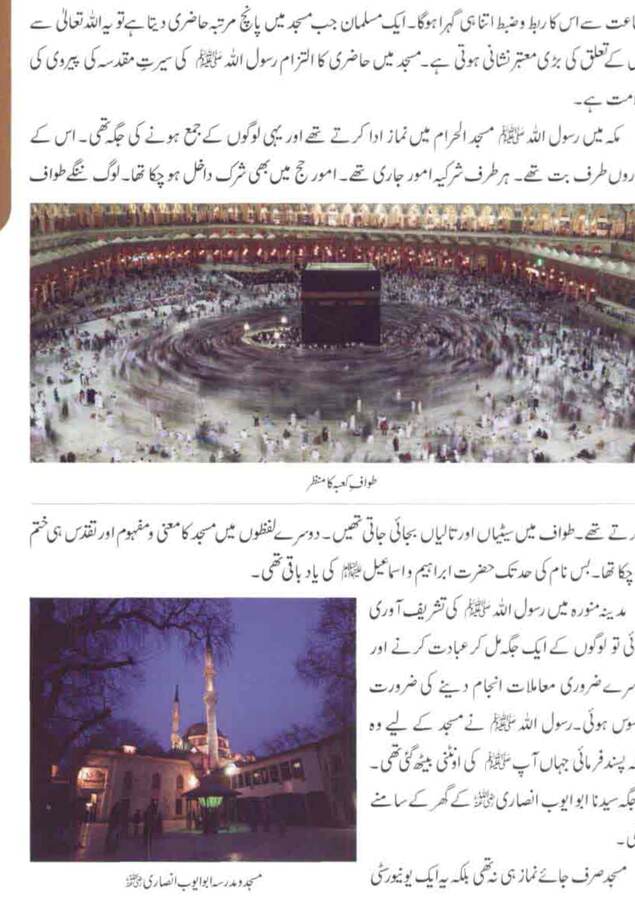 اعت سے اس کا ربط وضبط اتنا ہی گہرا ہوگا۔ ایک مسلمان جب مسجد میں پانچ مرتبہ حاضری دیتا ہے تو یہ اللہ تعالیٰ سے
کے تعلق کی بڑی معتبر نشانی ہوتی ہے۔ مسجد میں حاضری کا التزام رسول اللہ ﷺ کی سیرتِ مقدسہ کی پیروی کی
امت ہے۔
مکہ میں رسول اللہ ﷺ مسجد الحرام میں نماز ادا کرتے تھے اور یہی لوگوں کے جمع ہونے کی جگہ تھی۔ اس کے
روں طرف بت تھے۔ ہر طرف شرکیہ امور جاری تھے۔ امور حج میں بھی شرک داخل ہو چکا تھا۔ لوگ ننگے طواف
طوافِ کعبہ کا منظر
رتے تھے۔ طواف میں سیٹیاں اور تالیاں بجائی جاتی تھیں۔ دوسرے لفظوں میں مسجد کا معنی و مفہوم اور تقدس ہی ختم
چکا تھا۔ بس نام کی حد تک حضرت ابراہیم و اسماعیل کی یاد باقی تھی۔
مدینہ منورہ میں رسول اللہ ﷺ کی تشریف آوری
ئی تو لوگوں کے ایک جگہ مل کر عبادت کرنے اور
سرے ضروری معاملات انجام دینے کی ضرورت
سوس ہوئی۔ رسول اللہ ﷺ نے مسجد کے لیے وہ
ہ پسند فرمائی جہاں آپ ﷺ کی اونٹنی بیٹھ گئی تھی۔
جگہ سیدنا ابو ایوب انصاری کے گھر کے سامنے
ی۔
مسجد صرف جائے نماز ہی نہ تھی بلکہ یہ ایک یونیورسٹی
مسجد و مدرسہ ابو ایوب انصاری